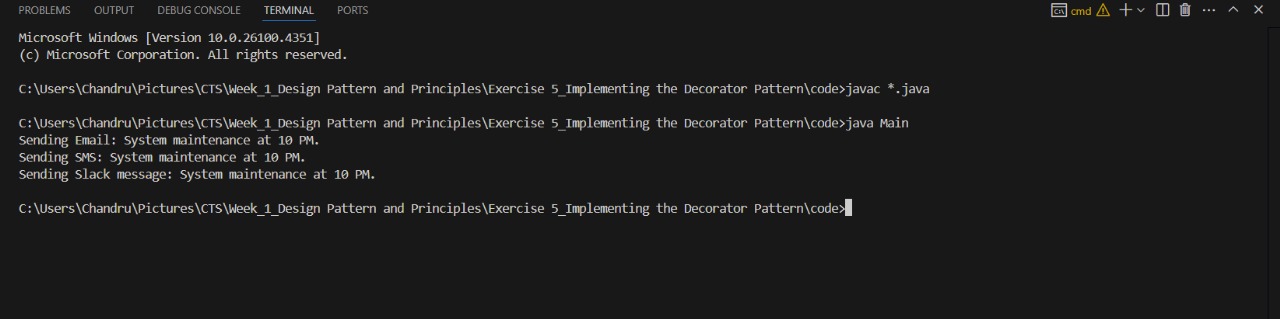 PROBLEMS OUTPUT DEBUG CONSOLE TERMINAL PORTS cmd
Microsoft Windows [Version 10.0.26100.4351]
(c) Microsoft Corporation. All rights reserved.
C:\Users\Chandru\Pictures\CTS\Week_1_Design Pattern and Principles\Exercise 5_Implementing the Decorator Pattern\code>javac *.java
C:\Users\Chandru\Pictures\CTS\Week_1_Design Pattern and Principles\Exercise 5_Implementing the Decorator Pattern\code>java Main
Sending Email: System maintenance at 10 PM.
Sending SMS: System maintenance at 10 PM.
Sending Slack message: System maintenance at 10 PM.
C:\Users\Chandru\Pictures\CTS\Week_1_Design Pattern and Principles\Exercise 5_Implementing the Decorator Pattern\code>